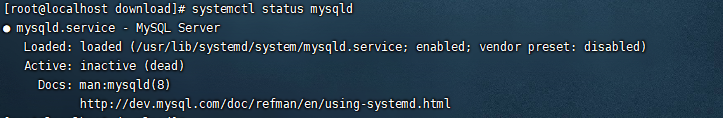 [root@localhost download]# systemctl status mysqld
● mysqld.service - MySQL Server
Loaded: loaded (/usr/lib/systemd/system/mysqld.service; enabled; vendor preset: disabled)
Active: inactive (dead)
Docs: man:mysqld(8)
http://dev.mysql.com/doc/refman/en/using-systemd.html